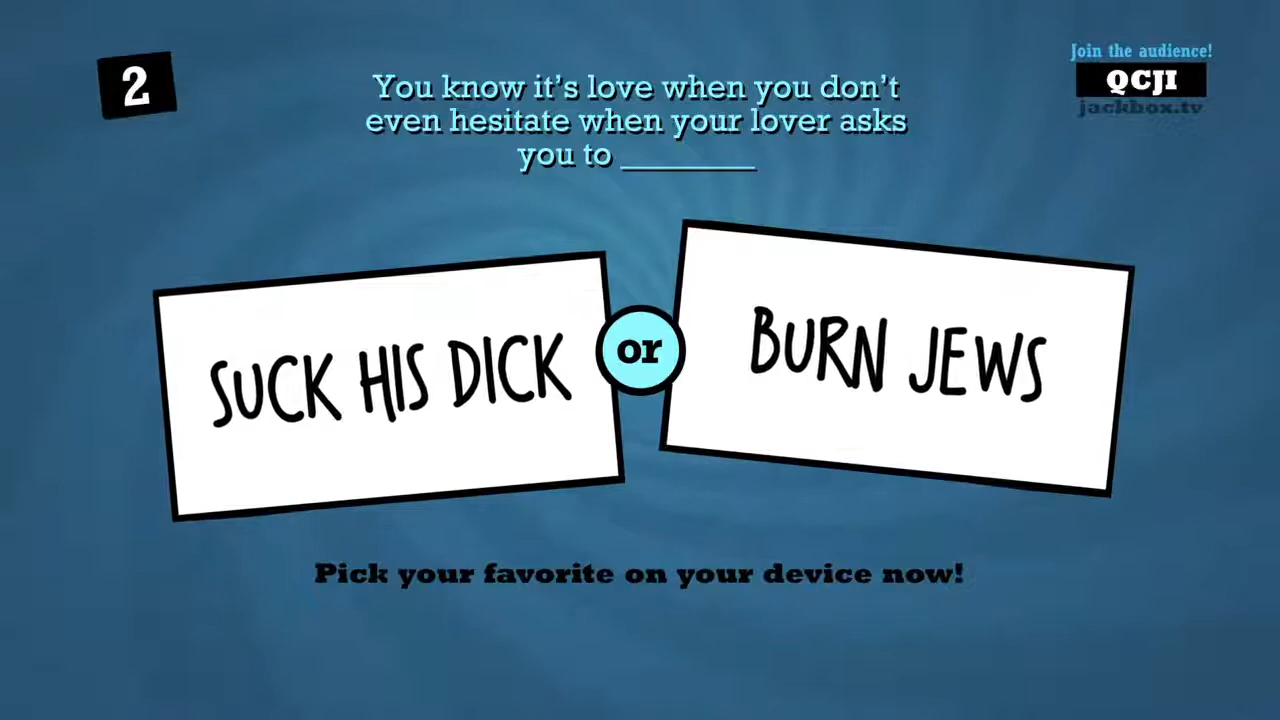 2
You know it's love when you don't
even hesitate when your lover asks
you to ________
Join the audience!
QCJI
jackbox.tv
SUCK HIS DICK
or
BURN JEWS
Pick your favorite on your device now!